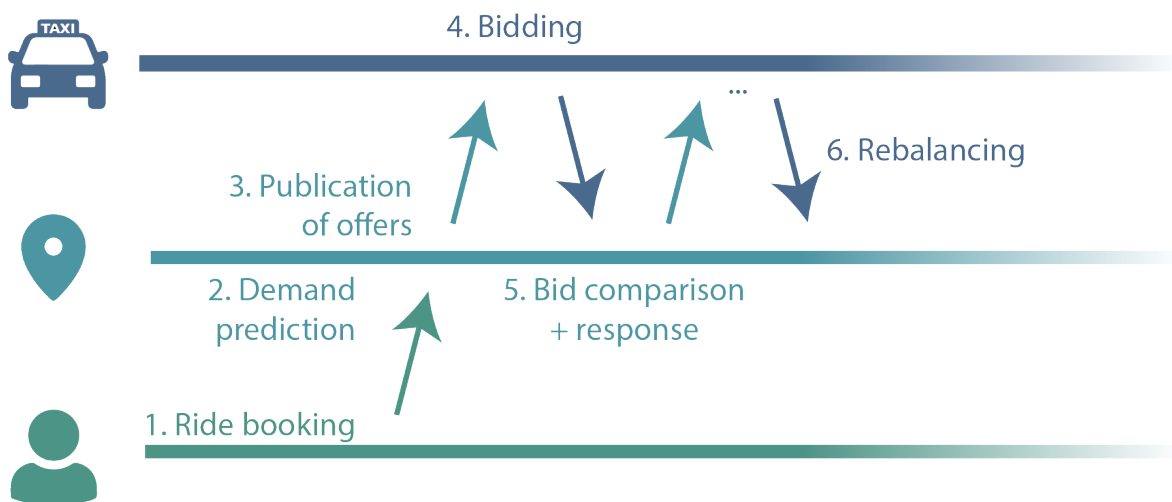 TAXI
4. Bidding
...
6. Rebalancing
3. Publication
of offers
2. Demand
prediction
5. Bid comparison
+ response
1. Ride booking